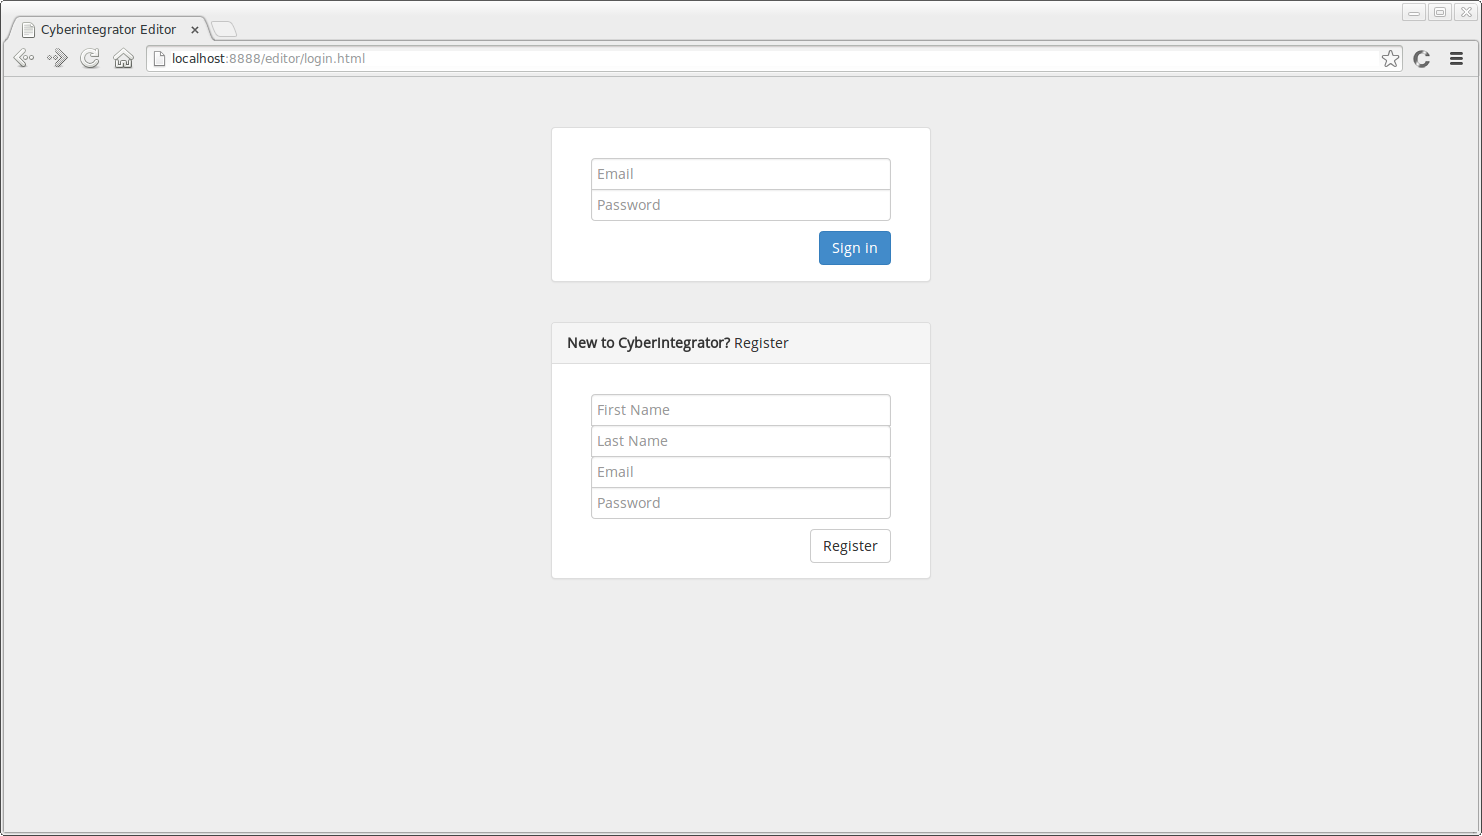 Cyberintegrator Editor
localhost:8888/editor/login.html
Email
Password
Sign in
New to CyberIntegrator? Register
First Name
Last Name
Email
Password
Register